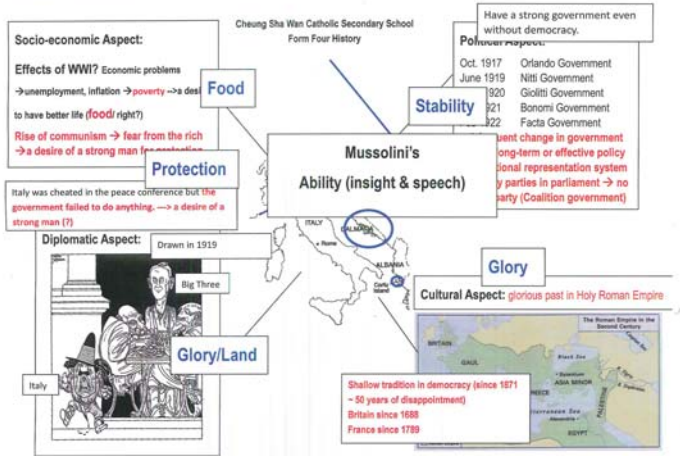 Cheung Sha Wan Catholic Secondary School
Form Four History
Socio-economic Aspect:
Effects of WWI? Economic problems
→unemployment, inflation →poverty -->a desi
to have better life (food/ right?)
Rise of communism → fear from the rich
→a desire of a strong man for protection
Food
Protection
Italy was cheated in the peace conference but the
government failed to do anything. ---> a desire of a
strong man (?)
Diplomatic Aspect:
Drawn in 1919
Big Three
Italy
Glory/Land
Mussolini's
Ability (insight & speech)
ITALY
Rome
DALMATIA
ALBANIA
Corfu
Island
Have a strong government even
without democracy.
Political Aspect:
Oct. 1917 Orlando Government
June 1919 Nitti Government
1920 Giolitti Government
1921 Bonomi Government
1922 Facta Government
Stability
quent change in government
long-term or effective policy
tional representation system
y parties in parliament → no
party (Coalition government)
Glory
Cultural Aspect: glorious past in Holy Roman Empire
The Roman Empire in the
Second Century
BRITAIN
GAUL
Black Sea
ASIA MINOR
GREECE
PALESTINE
EGYPT
Shallow tradition in democracy (since 1871
~ 50 years of disappointment)
Britain since 1688
France since 1789